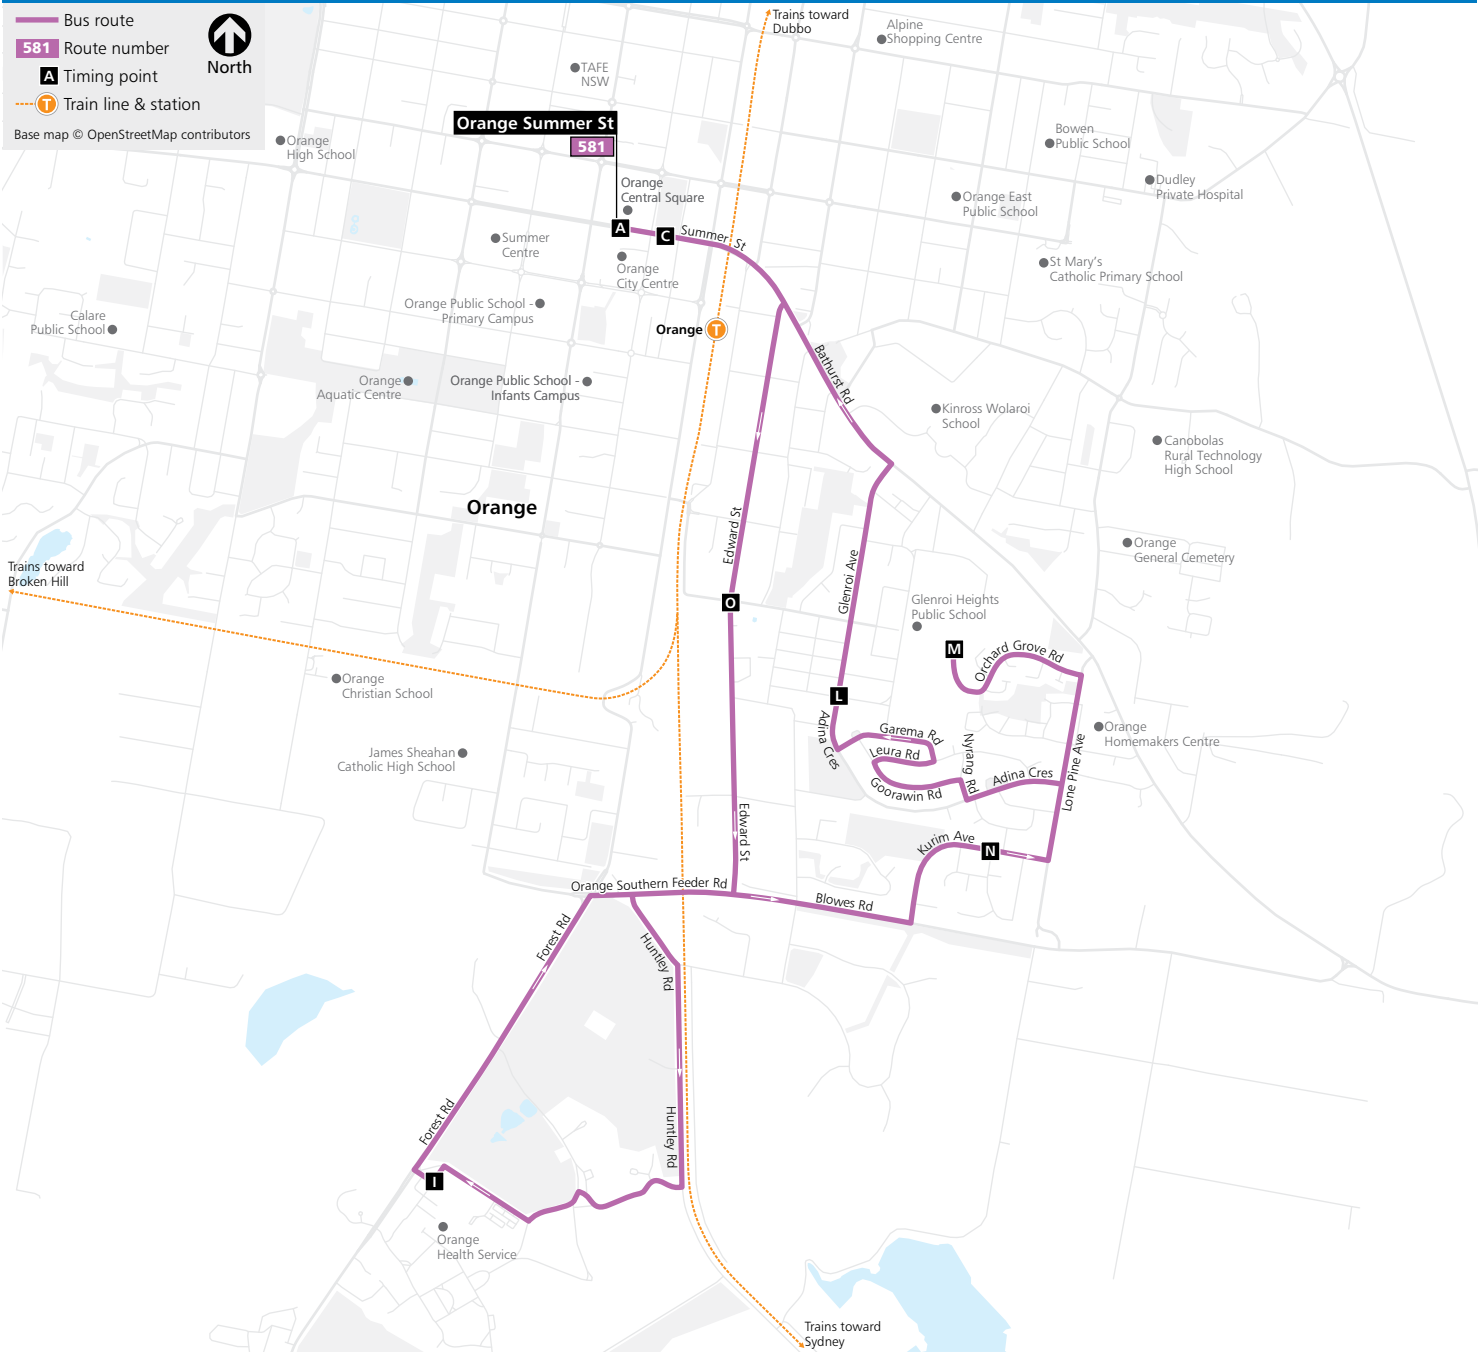 Bus route
581 Route number
A Timing point
T Train line & station
Base map © OpenStreetMap contributors
North
Trains toward
Dubbo
Alpine
Shopping Centre
TAFE
NSW
Orange Summer St
581
Orange
High School
Bowen
Public School
Dudley
Private Hospital
Orange East
Public School
Orange
Central Square
A
C
Summer St
Summer
Centre
Orange
City Centre
St Mary's
Catholic Primary School
Orange Public School -
Primary Campus
Calare
Public School
Orange
T
Bathurst Rd
Orange
Aquatic Centre
Orange Public School -
Infants Campus
Kinross Wolaroi
School
Canobolas
Rural Technology
High School
Orange
Edward St
Orange
General Cemetery
Trains toward
Broken Hill
Glenroi Ave
O
Glenroi Heights
Public School
M
Orchard Grove Rd
Orange
Christian School
L
Adina Cres
Garema Rd
Leura Rd
Nyrang Rd
Goorawin Rd
Adina Cres
Lone Pine Ave
Orange
Homemakers Centre
James Sheahan
Catholic High School
Edward St
Kurim Ave
N
Orange Southern Feeder Rd
Blowes Rd
Forest Rd
Huntley Rd
Forest Rd
Huntley Rd
I
Orange
Health Service
Trains toward
Sydney